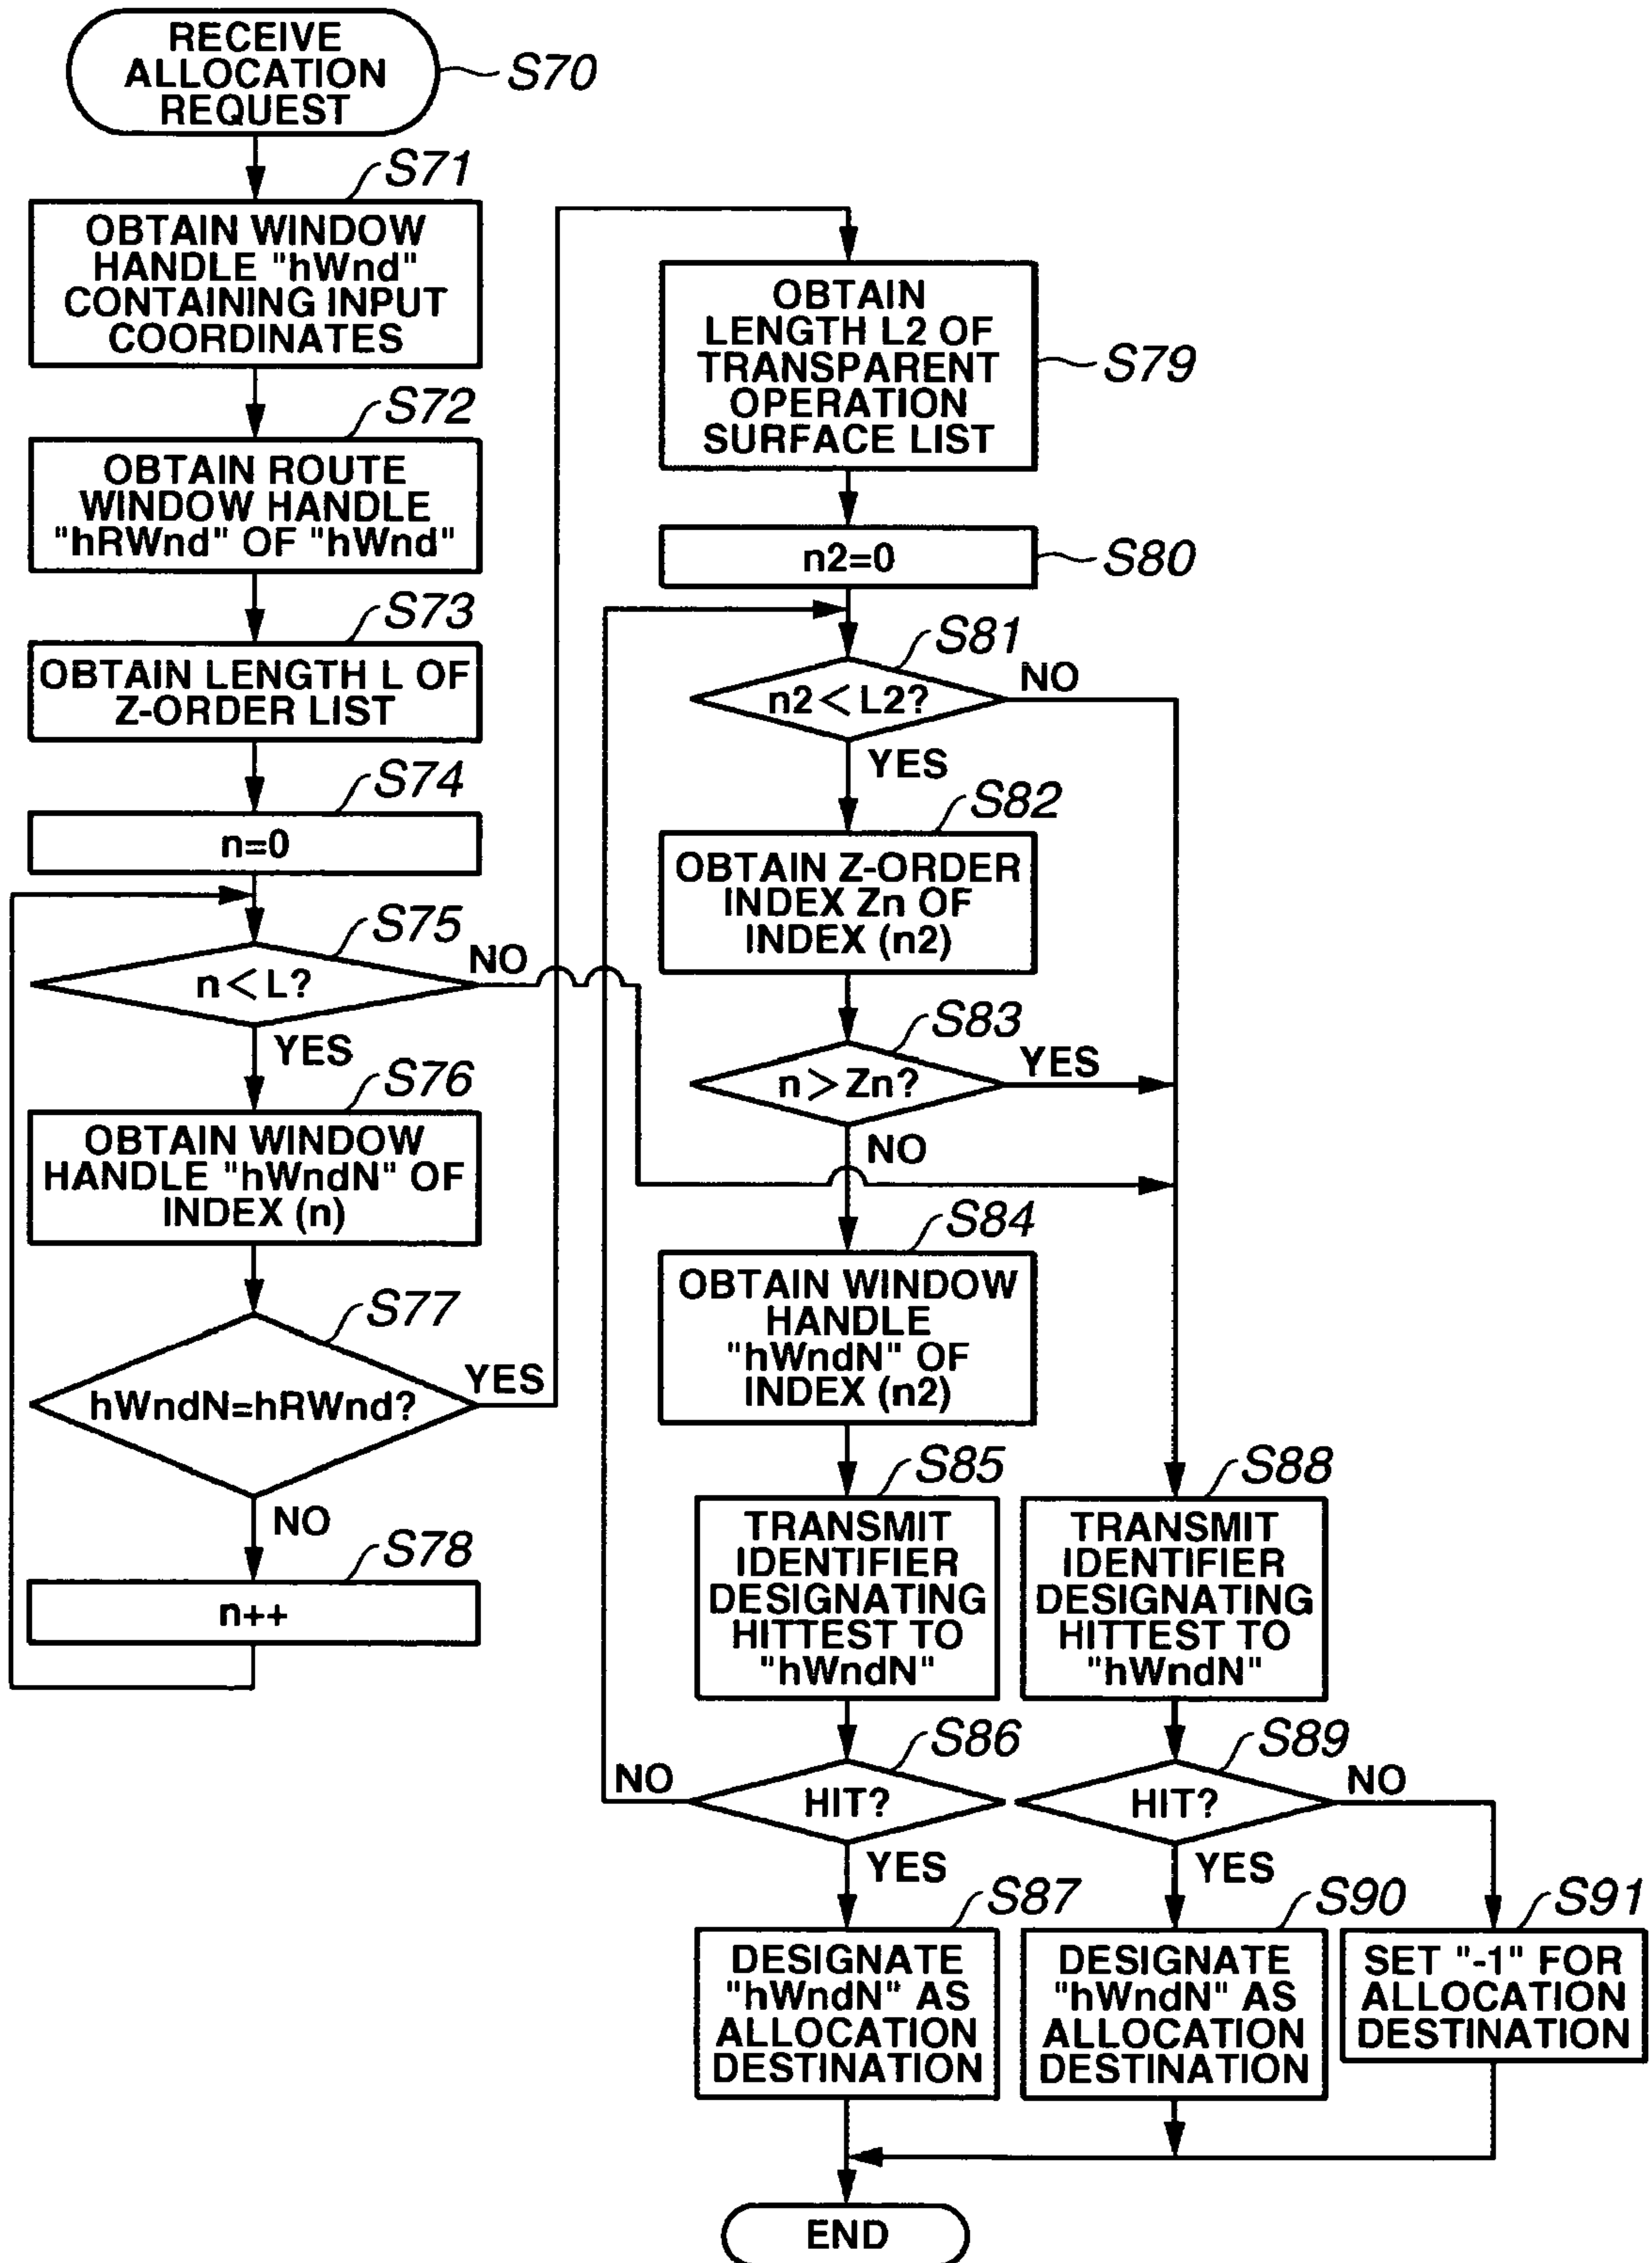 RECEIVE
ALLOCATION
REQUEST
S70
S71
OBTAIN WINDOW
HANDLE "hWnd"
CONTAINING INPUT
COORDINATES
S72
OBTAIN ROUTE
WINDOW HANDLE
"hRWnd" OF "hWnd"
S73
OBTAIN LENGTH L OF
Z-ORDER LIST
S74
n=0
S75
n<L?
NO
YES
S76
OBTAIN WINDOW
HANDLE "hWndN" OF
INDEX (n)
S77
hWndN=hRWnd?
YES
NO
S78
n++
OBTAIN
LENGTH L2 OF
TRANSPARENT
OPERATION
SURFACE LIST
S79
n2=0
S80
S81
n2<L2?
NO
YES
S82
OBTAIN Z-ORDER
INDEX Zn OF
INDEX (n2)
S83
n>Zn?
YES
NO
S84
OBTAIN WINDOW
HANDLE
"hWndN" OF
INDEX (n2)
S85
TRANSMIT
IDENTIFIER
DESIGNATING
HITTEST TO
"hWndN"
S86
HIT?
NO
YES
S87
DESIGNATE
"hWndN" AS
ALLOCATION
DESTINATION
S88
TRANSMIT
IDENTIFIER
DESIGNATING
HITTEST TO
"hWndN"
S89
HIT?
NO
YES
S90
DESIGNATE
"hWndN" AS
ALLOCATION
DESTINATION
S91
SET "-1" FOR
ALLOCATION
DESTINATION
END